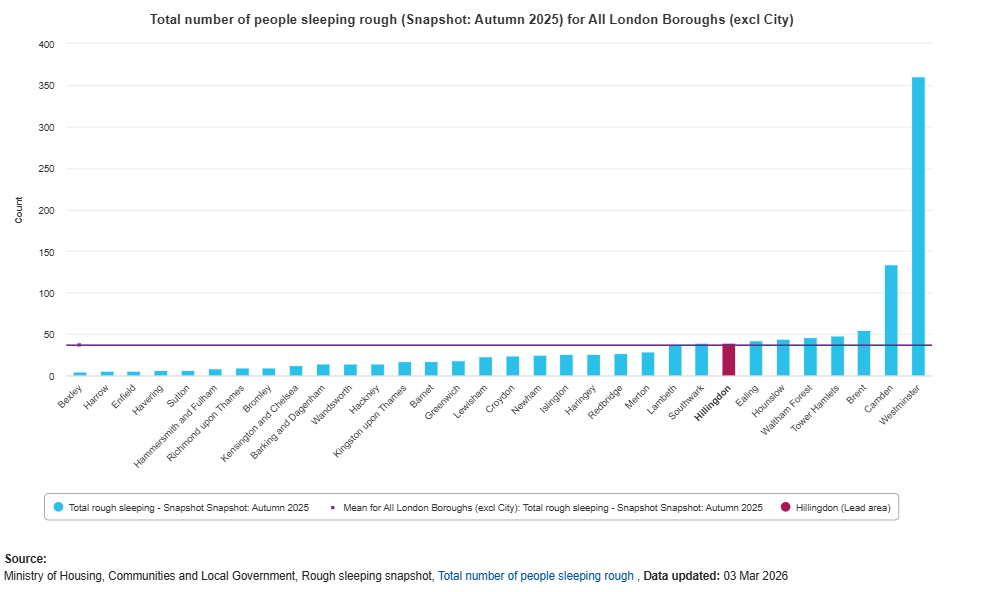 Total number of people sleeping rough (Snapshot: Autumn 2025) for All London Boroughs (excl City)
400
350
300
250
200
150
100
50
0
Count
Bexley
Harrow
Enfield
Havering
Sutton
Hammersmith and Fulham
Richmond upon Thames
Bromley
Kensington and Chelsea
Barking and Dagenham
Wandsworth
Hackney
Kingston upon Thames
Barnet
Greenwich
Lewisham
Croydon
Newham
Islington
Haringey
Redbridge
Merton
Lambeth
Southwark
Hillingdon
Ealing
Hounslow
Waltham Forest
Tower Hamlets
Brent
Camden
Westminster
Total rough sleeping - Snapshot Snapshot: Autumn 2025
Mean for All London Boroughs (excl City): Total rough sleeping - Snapshot Snapshot: Autumn 2025
Hillingdon (Lead area)
Source:
Ministry of Housing, Communities and Local Government, Rough sleeping snapshot, Total number of people sleeping rough , Data updated: 03 Mar 2026